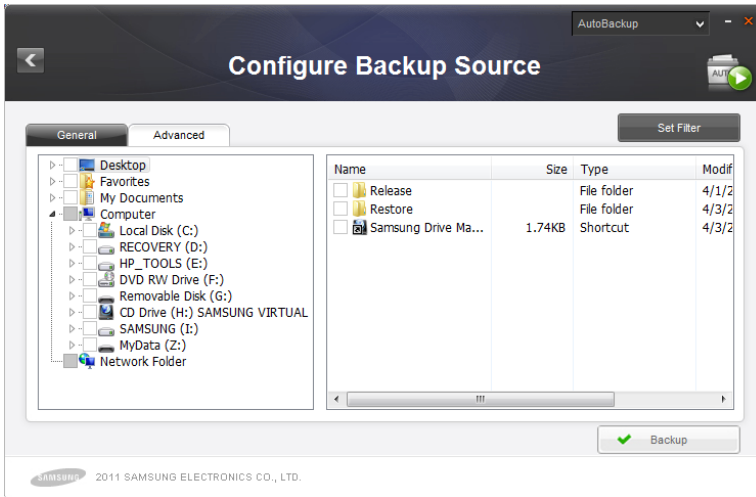 AutoBackup
Configure Backup Source
AUT
General
Advanced
Set Filter
Desktop
Favorites
My Documents
Computer
Local Disk (C:)
RECOVERY (D:)
HP_TOOLS (E:)
DVD RW Drive (F:)
Removable Disk (G:)
CD Drive (H:) SAMSUNG VIRTUAL
SAMSUNG (I:)
MyData (Z:)
Network Folder
Name Size Type Modif
Release File folder 4/1/2
Restore File folder 4/3/2
Samsung Drive Ma... 1.74KB Shortcut 4/3/2
Backup
SAMSUNG 2011 SAMSUNG ELECTRONICS CO., LTD.